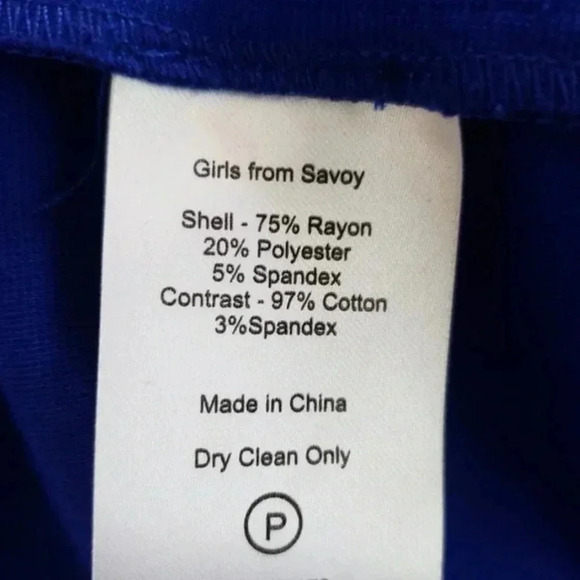 Girls from Savoy
Shell - 75% Rayon
20% Polyester
5% Spandex
Contrast - 97% Cotton
3%Spandex
Made in China
Dry Clean Only
P